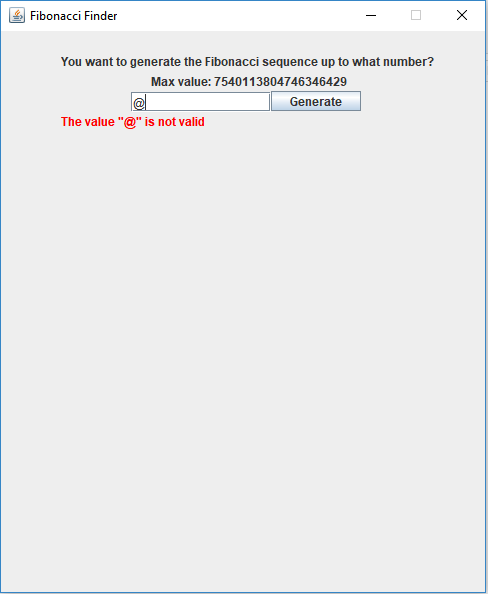 Fibonacci Finder
You want to generate the Fibonacci sequence up to what number?
Max value: 7540113804746346429
@ Generate
The value "@" is not valid